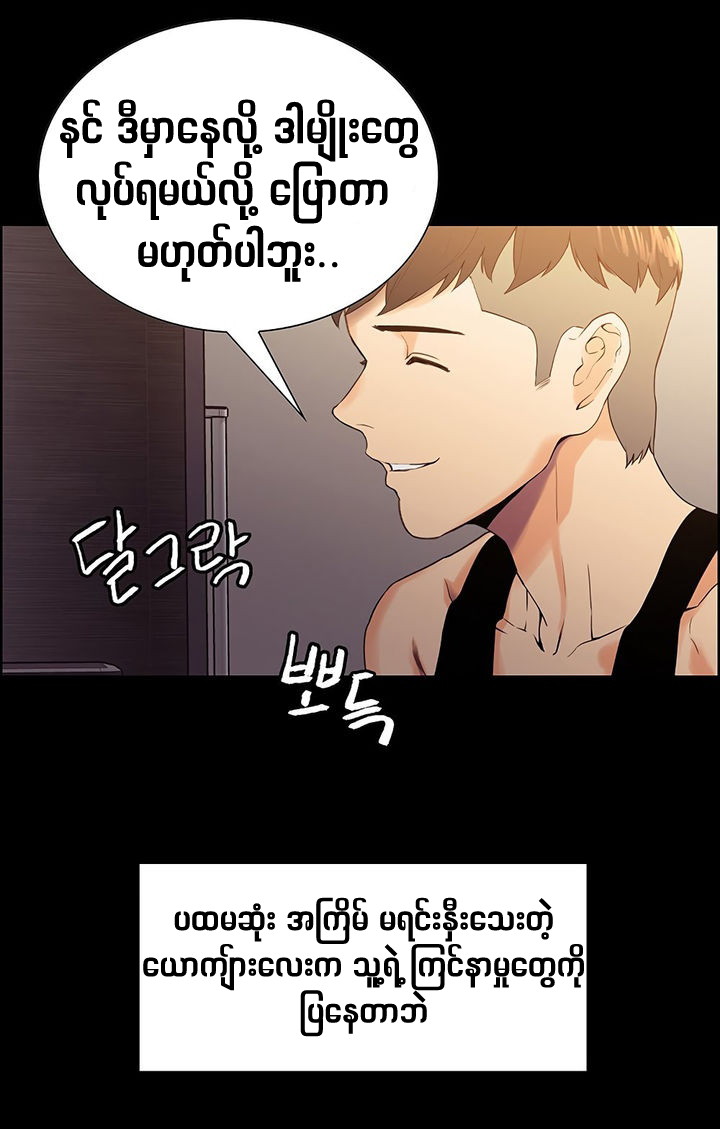 နင် ဒီမှာနေလို့ ဒါမျိုးတွေ
လုပ်ရမယ်လို့ ပြောတာ
မဟုတ်ပါဘူး..
달그락
뽀득
ပထမဆုံး အကြိမ် မရင်းနှီးသေးတဲ့
ယောက်ျားလေးက သူ့ရဲ့ ကြင်နာမှုတွေကို
ပြနေတာဘဲ